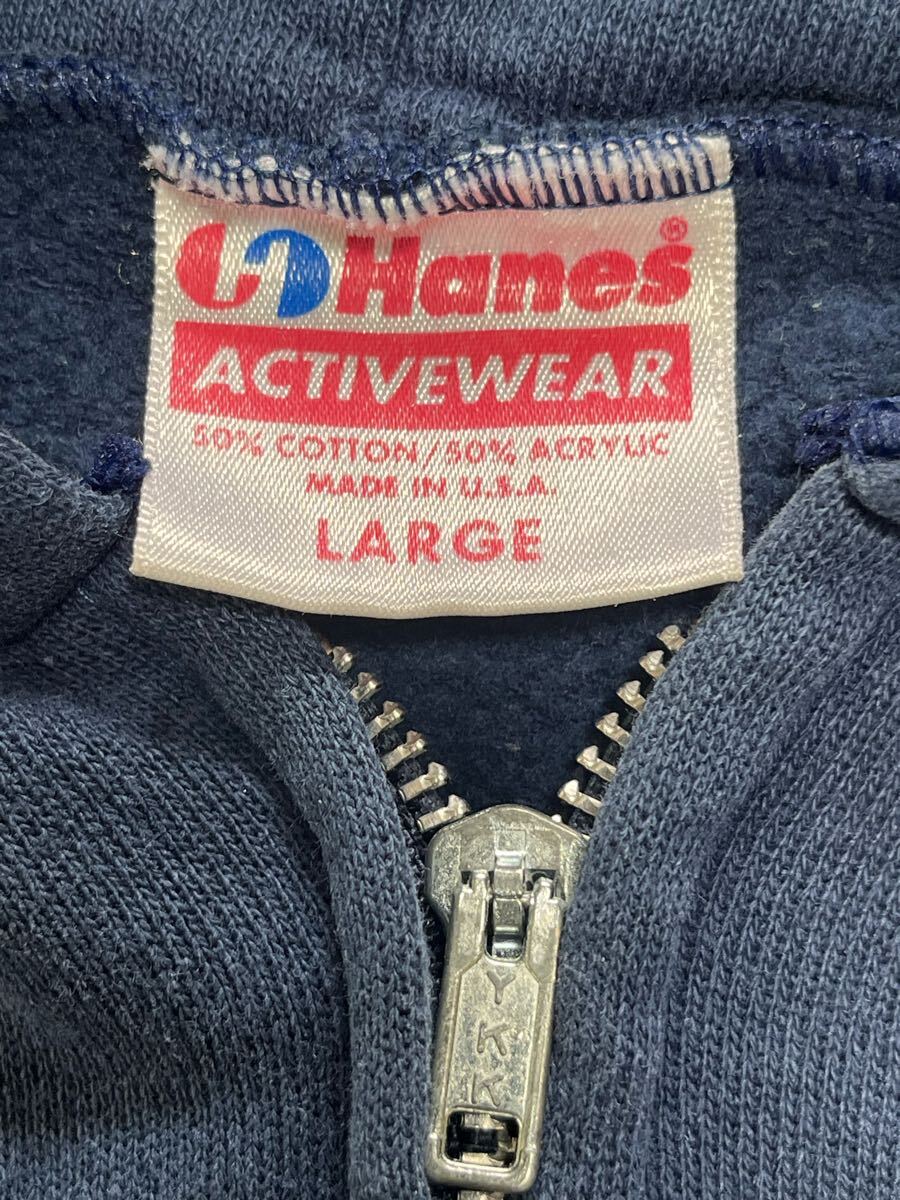 Hanes®
ACTIVEWEAR
50% COTTON/50% ACRYLIC
MADE IN U.S.A.
LARGE
YKK